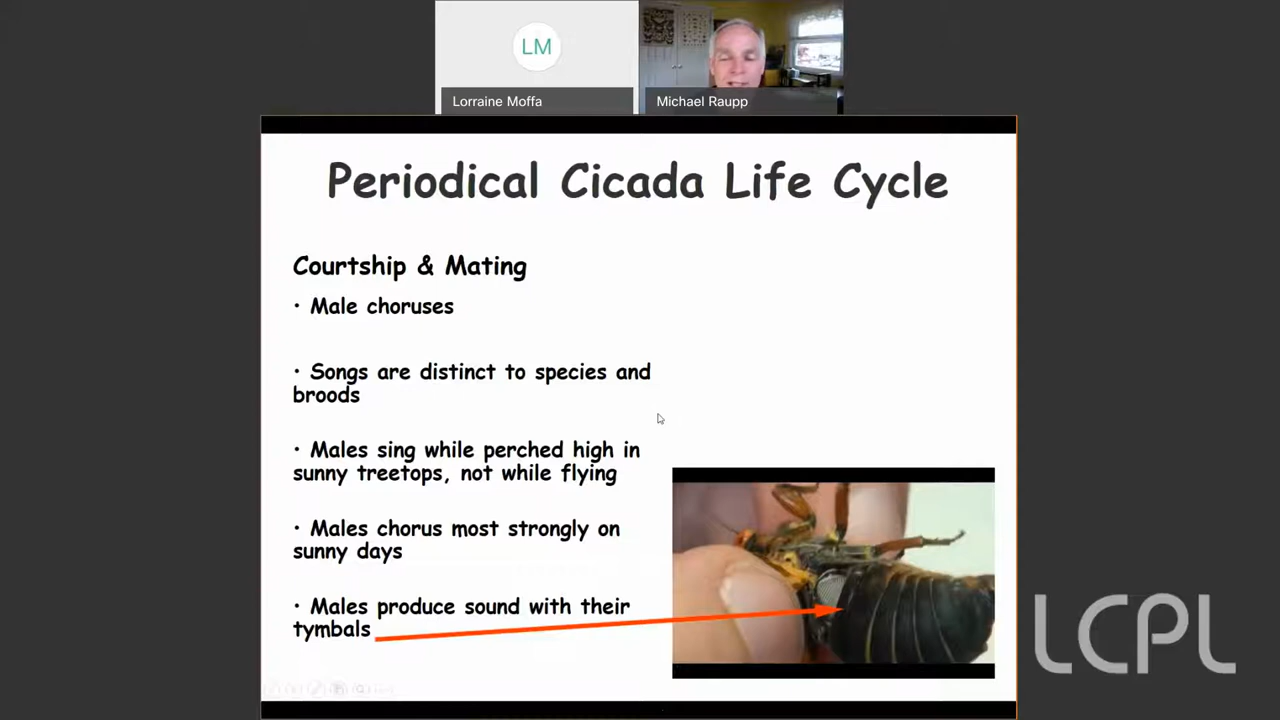 LM
Lorraine Moffa
Michael Raupp
Periodical Cicada Life Cycle
Courtship & Mating
• Male choruses
• Songs are distinct to species and
broods
• Males sing while perched high in
sunny treetops, not while flying
• Males chorus most strongly on
sunny days
• Males produce sound with their
tymbals
LCPL